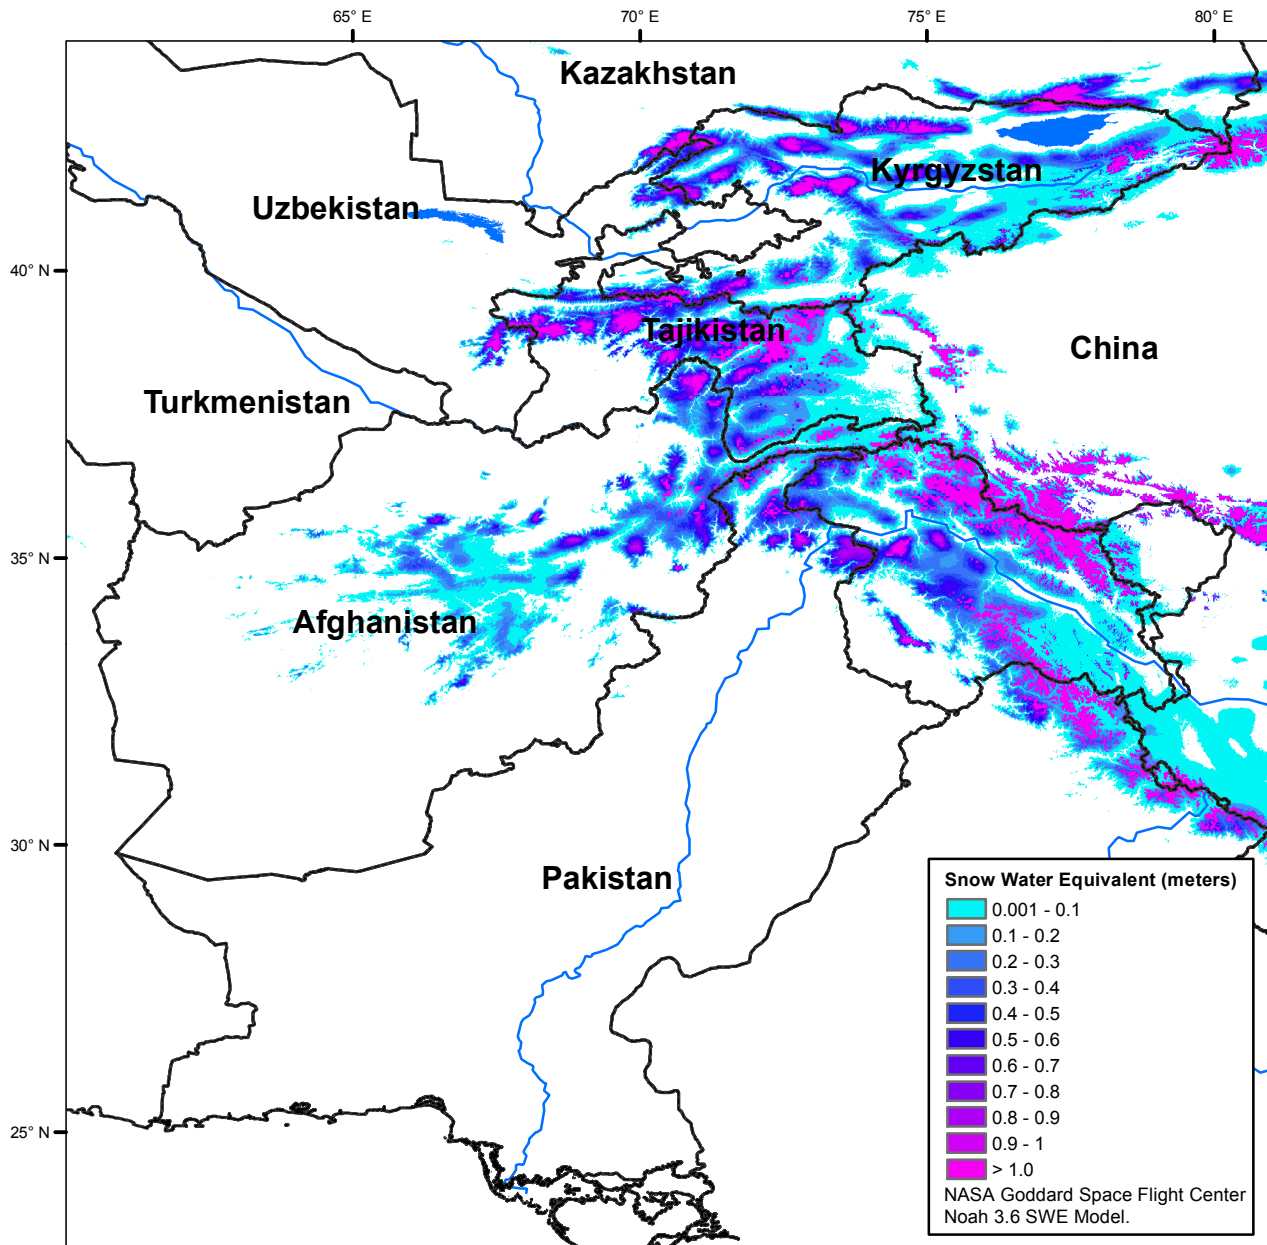 65° E
70° E
75° E
80° E
Kazakhstan
Kyrgyzstan
Uzbekistan
40° N
Tajikistan
China
Turkmenistan
35° N
Afghanistan
30° N
Pakistan
25° N
Snow Water Equivalent (meters)
0.001 - 0.1
0.1 - 0.2
0.2 - 0.3
0.3 - 0.4
0.4 - 0.5
0.5 - 0.6
0.6 - 0.7
0.7 - 0.8
0.8 - 0.9
0.9 - 1
> 1.0
NASA Goddard Space Flight Center
Noah 3.6 SWE Model.